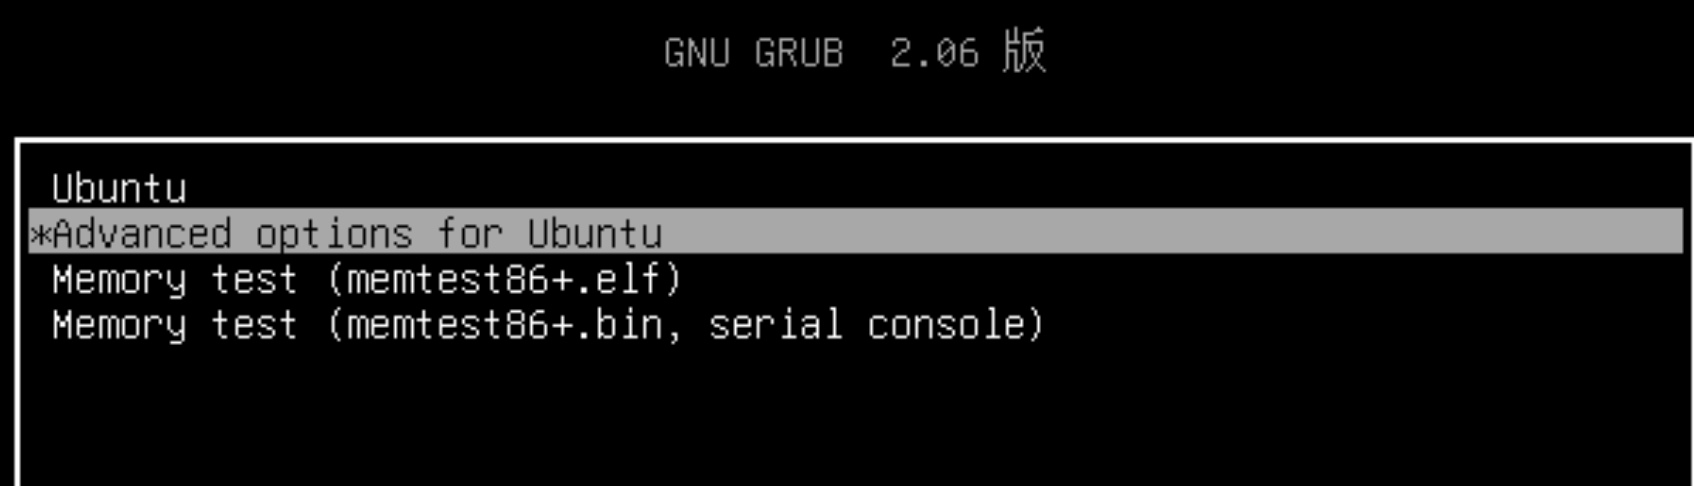 GNU GRUB  2.06 版
Ubuntu
*Advanced options for Ubuntu
Memory test (memtest86+.elf)
Memory test (memtest86+.bin, serial console)